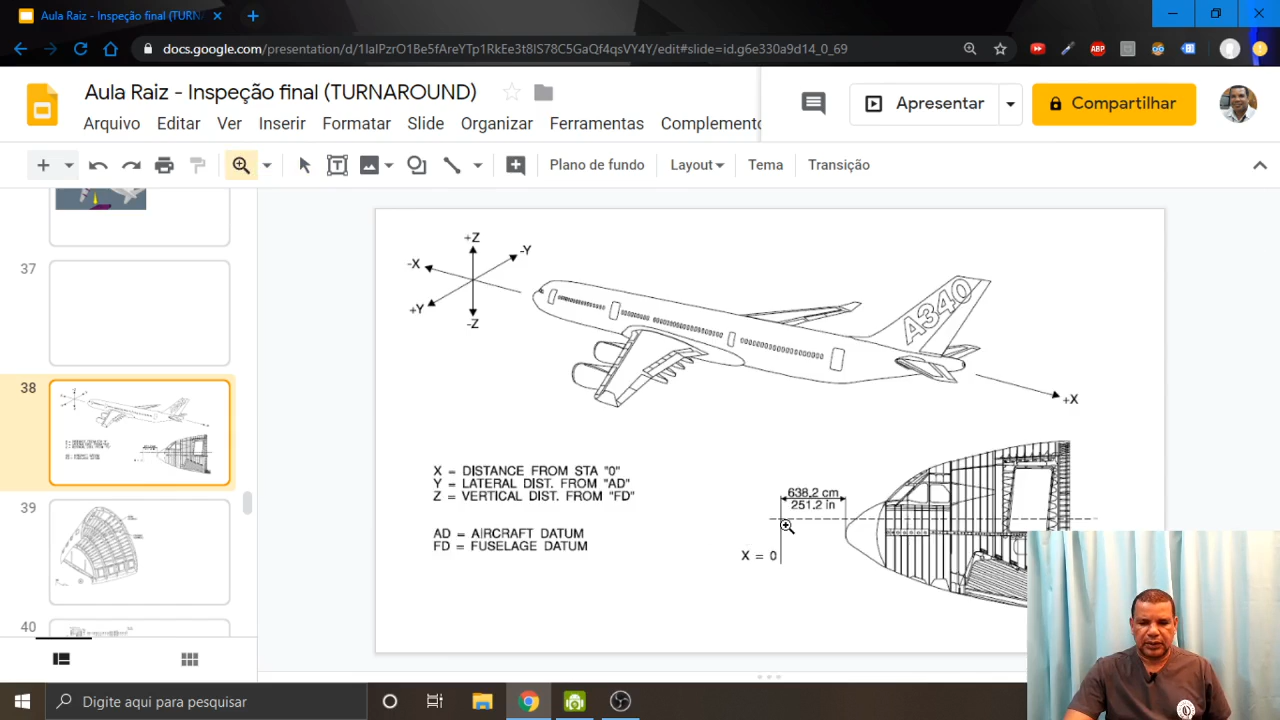 Aula Raiz - Inspeção final (TURN
docs.google.com/presentation/d/1IaIPzrO1Be5fAreYTp1RkEe3t8IS78C5GaQf4qsVY4Y/edit#slide=id.g6e330a9d14_0_69
ABP
Aula Raiz - Inspeção final (TURNAROUND)
Apresentar
Compartilhar
Arquivo Editar Ver Inserir Formatar Slide Organizar Ferramentas Complemento
Plano de fundo Layout Tema Transição
37
38
39
40
+Z
-Y
-X
+Y
-Z
A340
+X
X = DISTANCE FROM STA "0"
Y = LATERAL DIST. FROM "AD"
Z = VERTICAL DIST. FROM "FD"
AD = AIRCRAFT DATUM
FD = FUSELAGE DATUM
638,2 cm
251.2 in
X = 0
Digite aqui para pesquisar